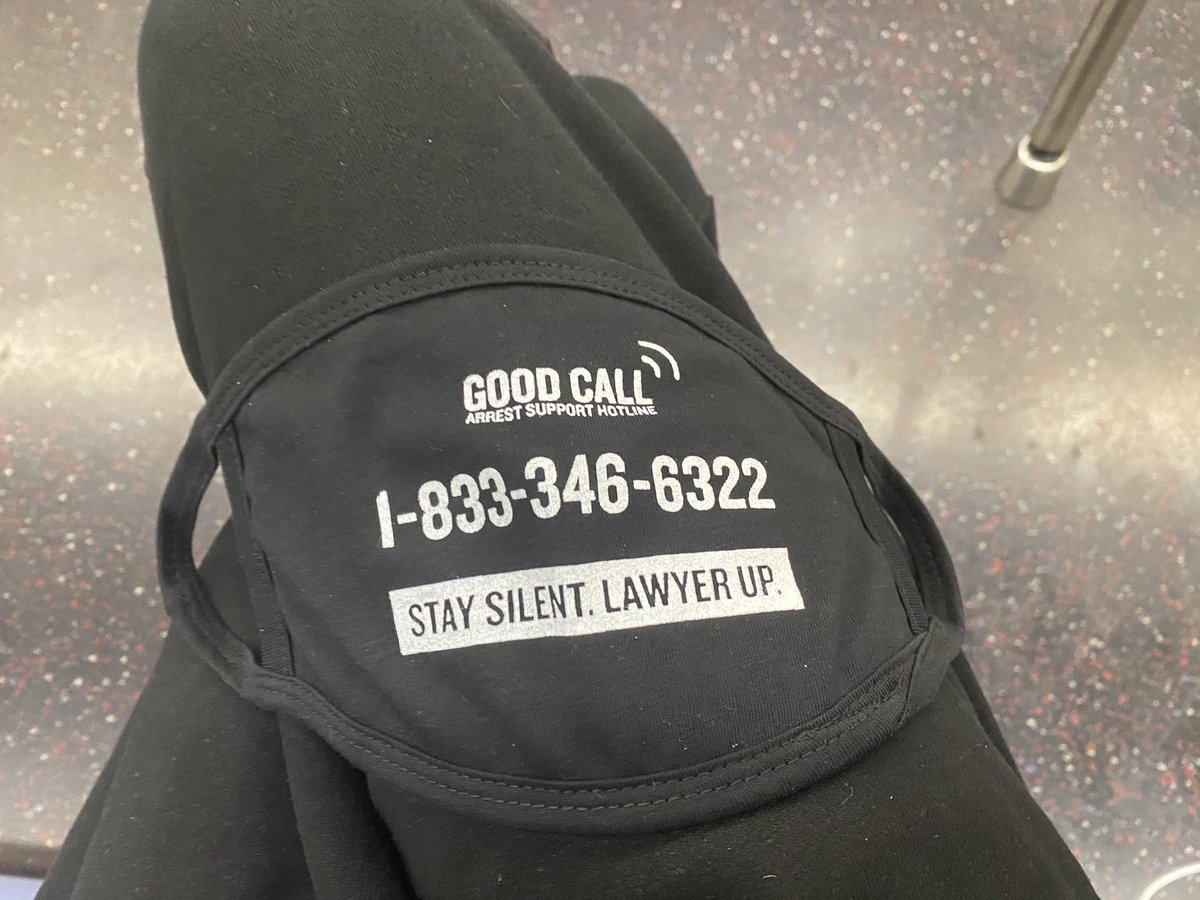 GOOD CALL
ARREST SUPPORT HOTLINE
1-833-346-6322
STAY SILENT. LAWYER UP.